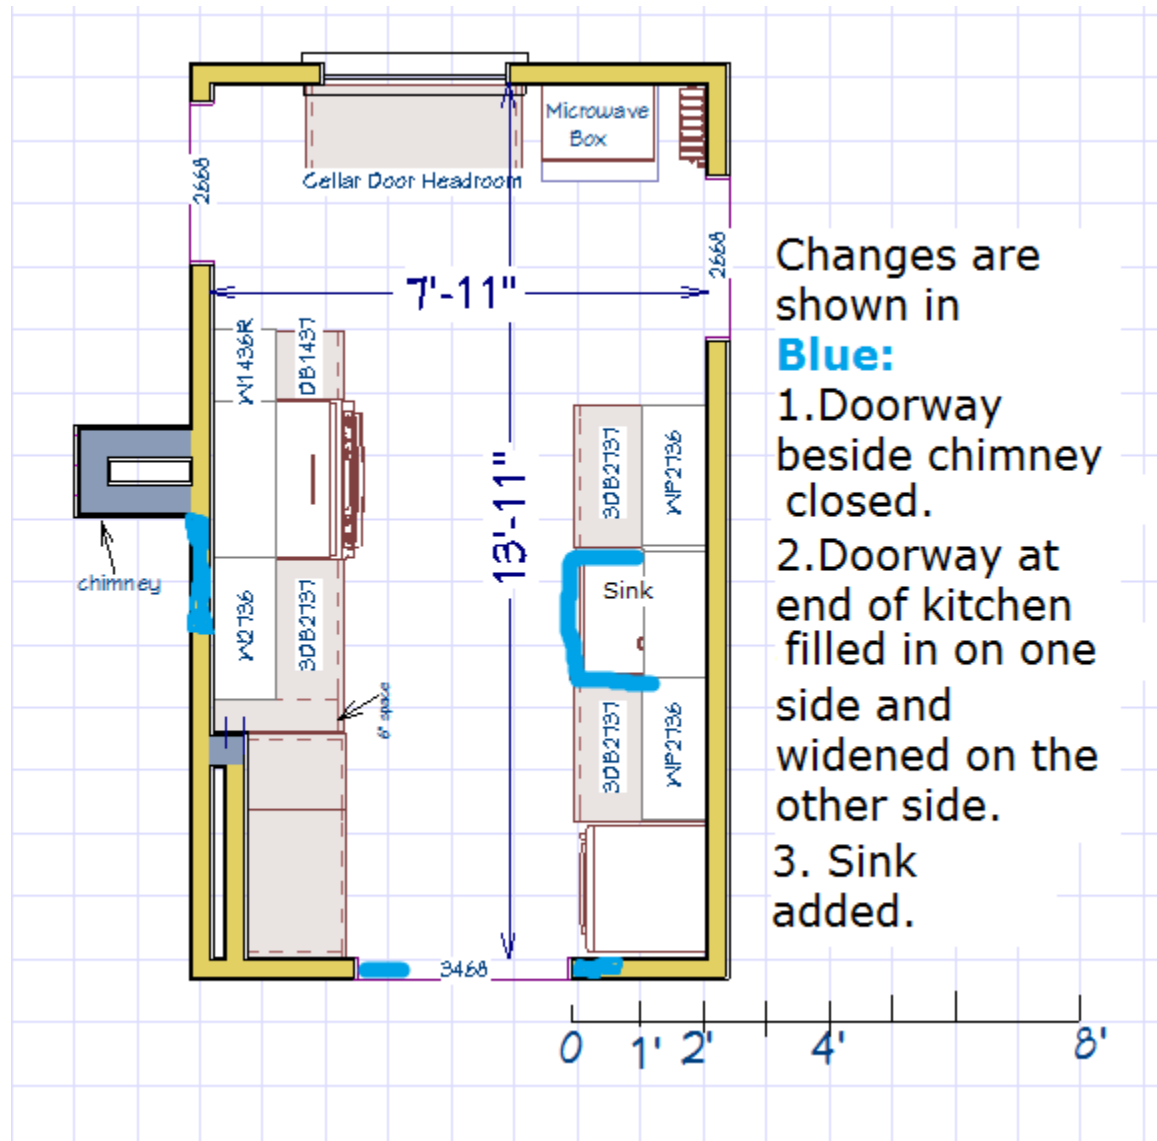 Microwave
Box
Cellar Door Headroom
2668
2668
7'-11"
Changes are
shown in
Blue:
1.Doorway
beside chimney
closed.
2.Doorway at
end of kitchen
filled in on one
side and
widened on the
other side.
3. Sink
added.
W1436R
DB1437
13'-11"
3DB2737
WP2736
chimney
Sink
W2736
3DB2737
6" space
3DB2737
WP2736
3468
0 1' 2' 4' 8'